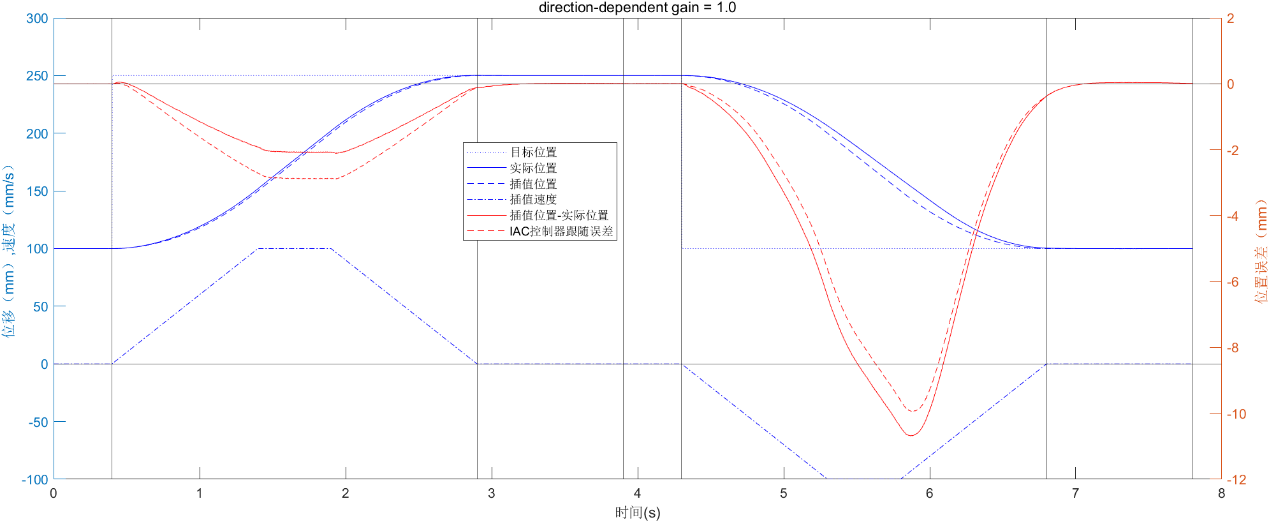 direction-dependent gain = 1.0
300
250
200
150
100
50
0
-50
-100
位移（mm）,速度（mm/s）
目标位置
实际位置
插值位置
插值速度
插值位置-实际位置
IAC控制器跟随误差
2
0
-2
-4
-6
-8
-10
-12
位置误差（mm）
0 1 2 3 4 5 6 7 8
时间(s)